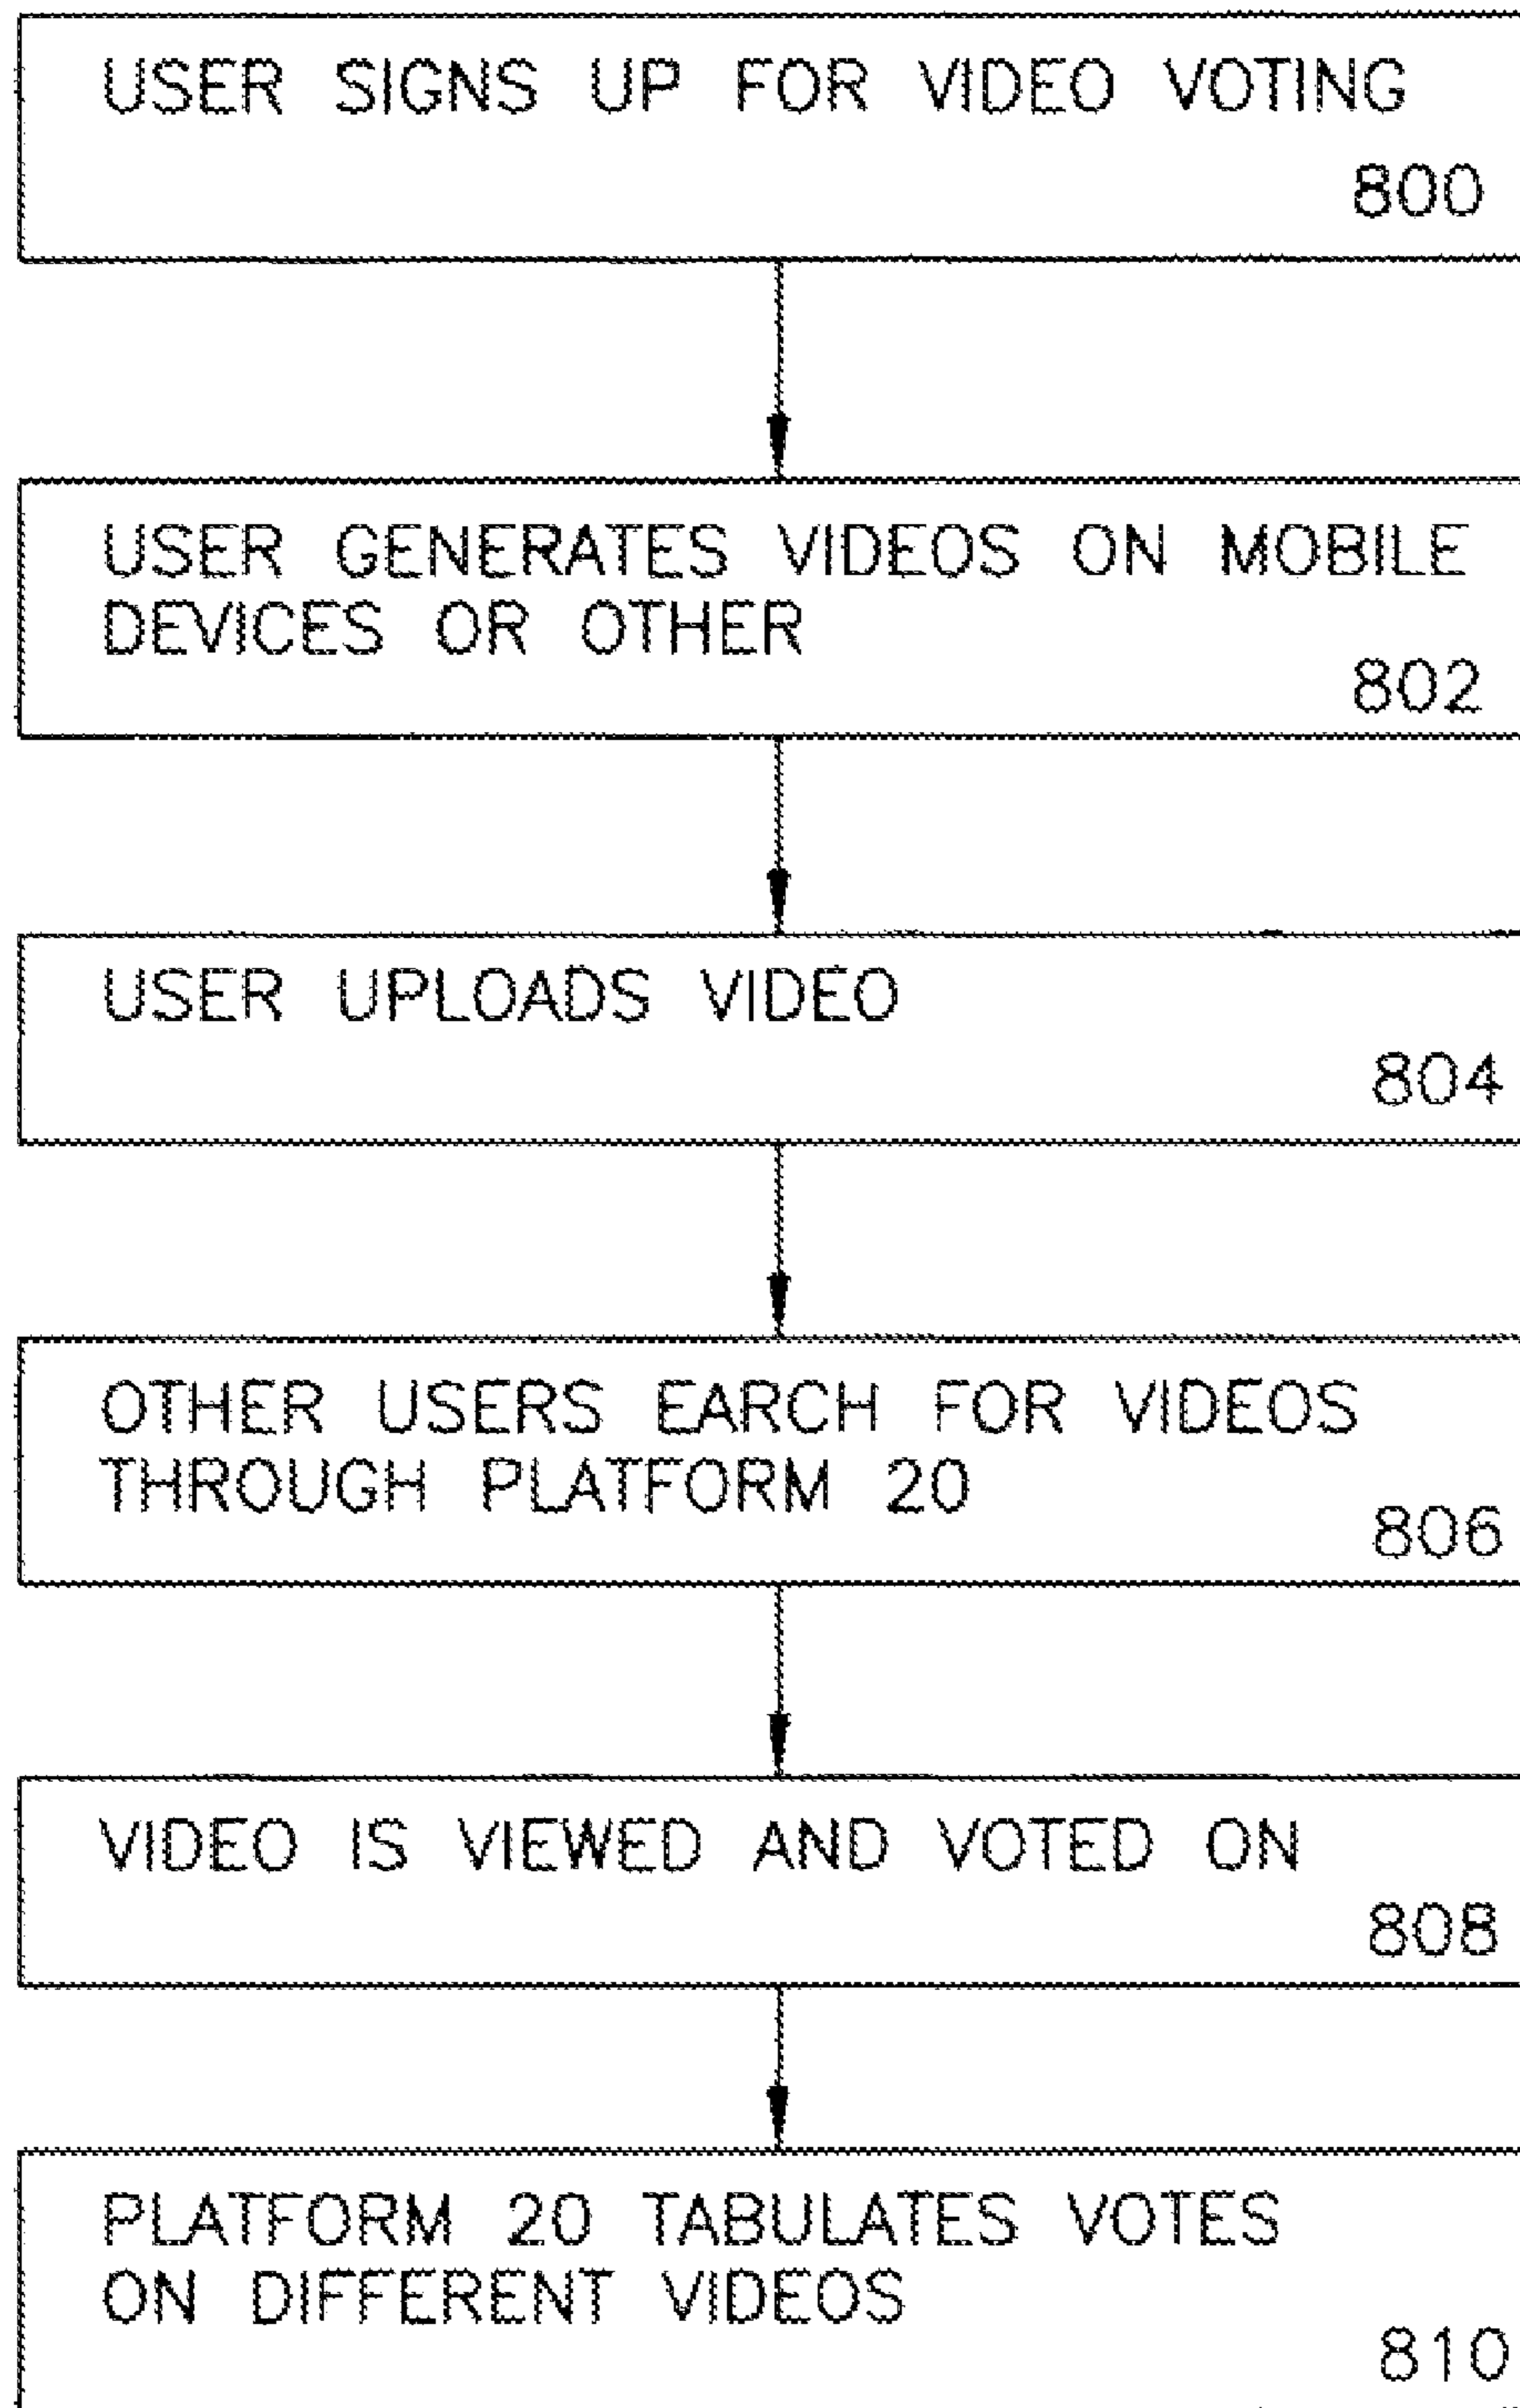 USER SIGNS UP FOR VIDEO VOTING
800
USER GENERATES VIDEOS ON MOBILE
DEVICES OR OTHER
802
USER UPLOADS VIDEO
804
OTHER USERS EARCH FOR VIDEOS
THROUGH PLATFORM 20
806
VIDEO IS VIEWED AND VOTED ON
808
PLATFORM 20 TABULATES VOTES
ON DIFFERENT VIDEOS
810